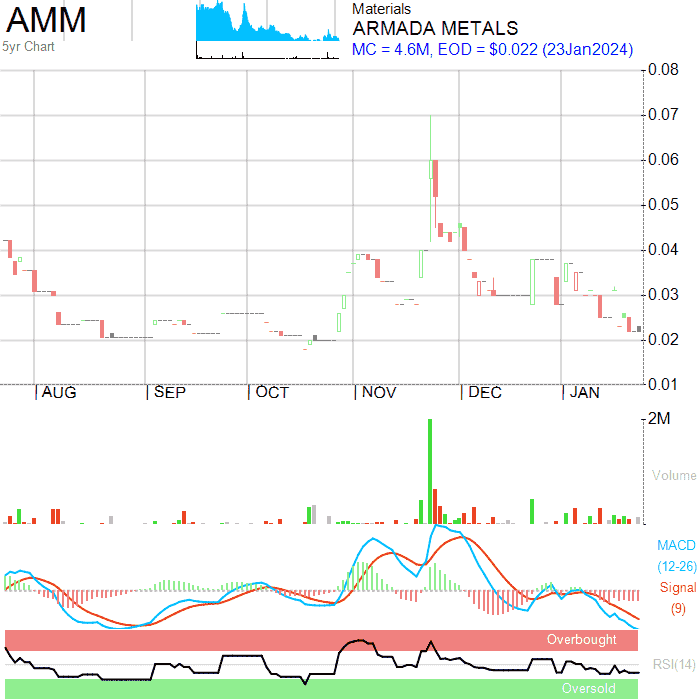 AMM
5yr Chart
Materials
ARMADA METALS
MC = 4.6M, EOD = $0.022 (23Jan2024)
0.08
0.07
0.06
0.05
0.04
0.03
0.02
0.01
AUG SEP OCT NOV DEC JAN
2M
Volume
MACD
(12-26)
Signal
(9)
Overbought
RSI(14)
Oversold